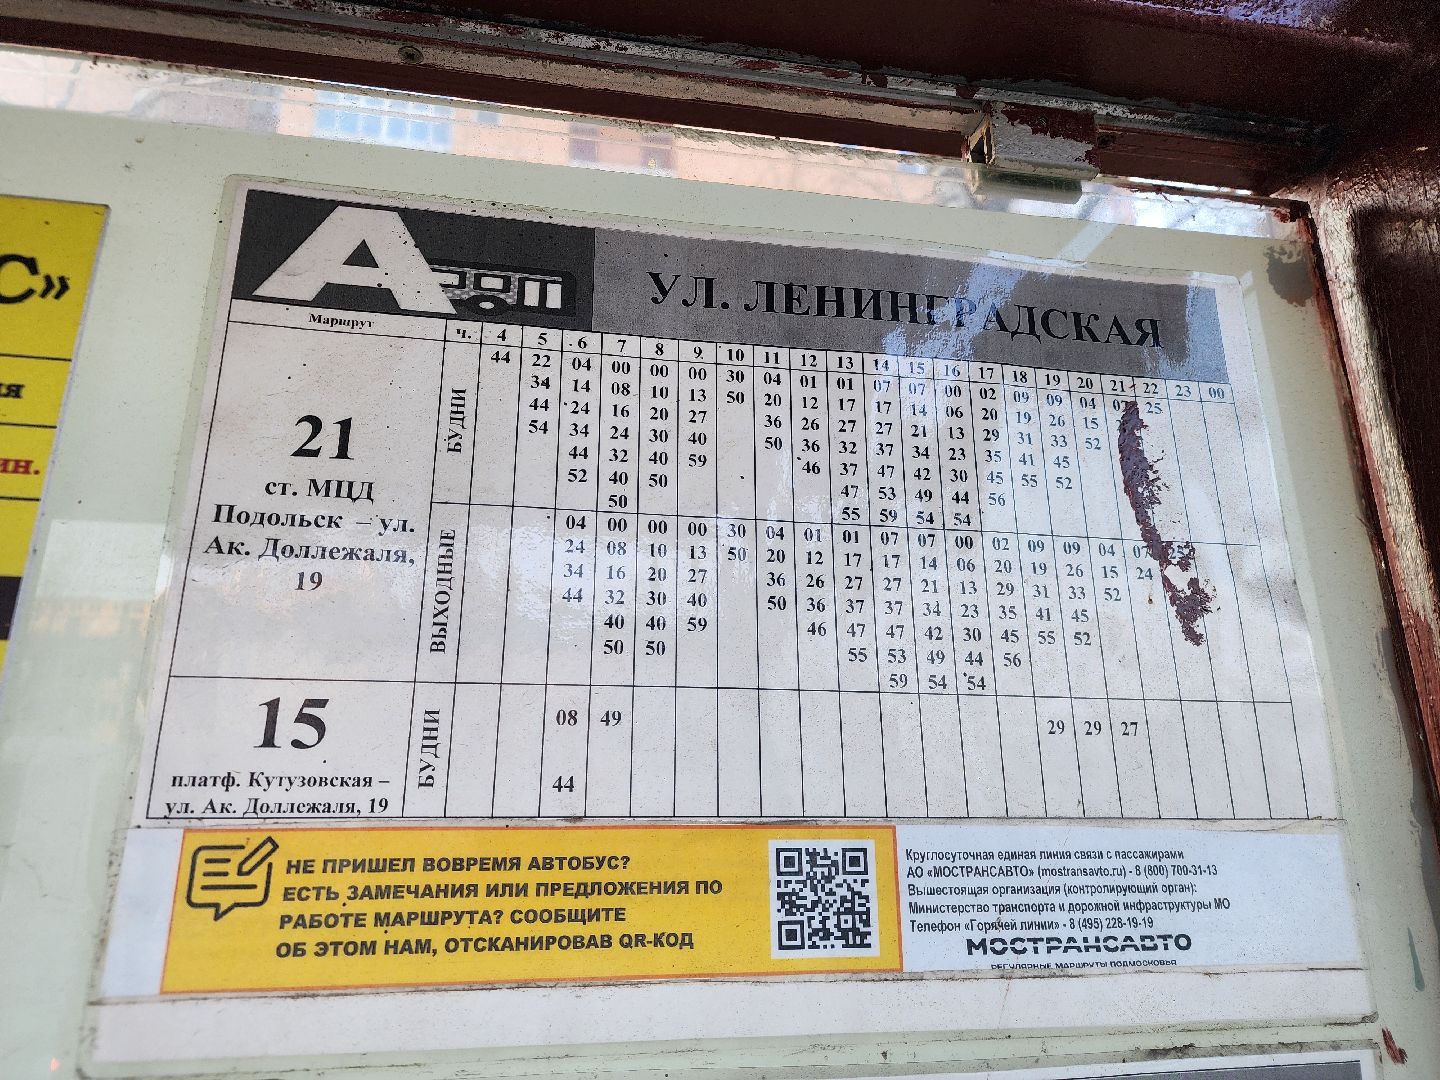 С»
ия
ин.
А
УЛ. ЛЕНИНГРАДСКАЯ
Маршрут ч. 4 5 6 7 8 9 10 11 12 13 14 15 16 17 18 19 20 21 22 23 00
21
ст. МЦД
Подольск – ул.
Ак. Доллежаля,
19
БУДНИ
44 22 04 00 00 00 30 04 01 01 07 07 00 02 09 09 04 25
34 14 08 10 13 50 20 12 17 17 14 06 20 19 26 15
44 24 16 20 27 36 26 27 27 21 13 29 31 33 52
54 34 24 30 40 50 36 32 37 34 23 35 41 45
44 32 40 59 46 37 47 42 30 45 55 52
52 40 50 47 53 49 44 56
50 55 59 54 54
ВЫХОДНЫЕ
04 00 00 00 30 04 01 01 07 07 00 02 09 09 04 07
24 08 10 13 50 20 12 17 17 14 06 20 19 26 15 24
34 16 20 27 36 26 27 27 21 13 29 31 33 52
44 32 30 40 50 36 37 37 34 23 35 41 45
40 40 59 46 47 47 42 30 45 55 52
50 50 55 53 49 44 56
59 54 54
15
платф. Кутузовская –
ул. Ак. Доллежаля, 19
БУДНИ
08 49 29 29 27
44
НЕ ПРИШЕЛ ВОВРЕМЯ АВТОБУС?
ЕСТЬ ЗАМЕЧАНИЯ ИЛИ ПРЕДЛОЖЕНИЯ ПО
РАБОТЕ МАРШРУТА? СООБЩИТЕ
ОБ ЭТОМ НАМ, ОТСКАНИРОВАВ QR-КОД
Круглосуточная единая линия связи с пассажирами
АО «МОСТРАНСАВТО» (mostransavto.ru) - 8 (800) 700-31-13
Вышестоящая организация (контролирующий орган):
Министерство транспорта и дорожной инфраструктуры МО
Телефон «Горячей линии» - 8 (495) 228-19-19
МОСТРАНСАВТО
РЕГУЛЯРНЫЕ МАРШРУТЫ ПОДМОСКОВЬЯ